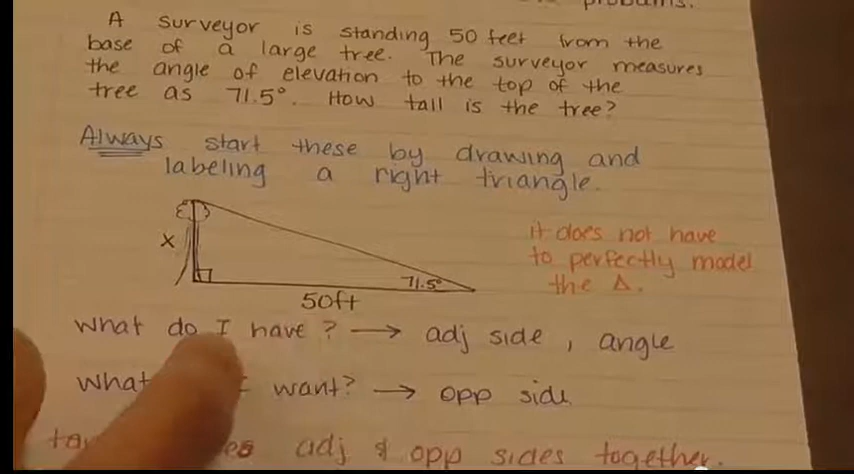 problems.
A surveyor is standing 50 feet from the
base of a large tree. The surveyor measures
the angle of elevation to the top of the
tree as 71.5°. How tall is the tree?
Always start these by drawing and
labeling a right triangle.
it does not have
to perfectly model
the Δ.
x
71.5°
50ft
What do I have? → adj side, angle
What I want? → opp side
adj & opp sides together.